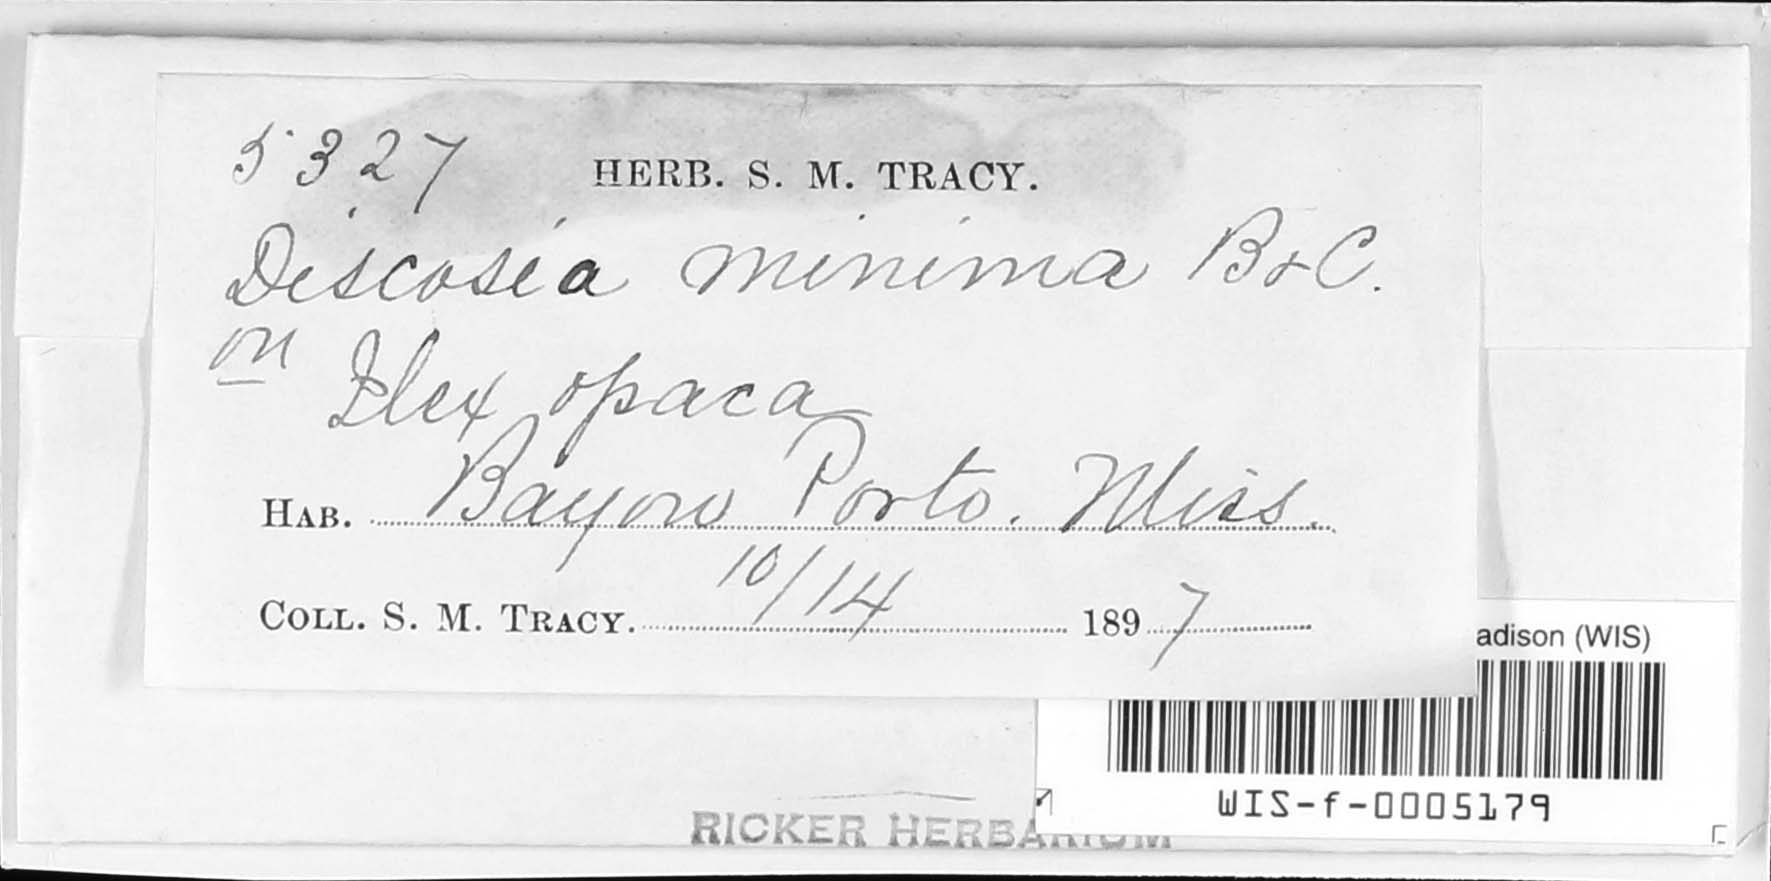 5327 HERB. S. M. TRACY.
Discosia minima B&C.
on Ilex opaca
HAB. Bayou Porto. Miss.
COLL. S. M. TRACY. 10/14 1897
adison (WIS)
WIS-f-0005179
RICKER HERBARIUM